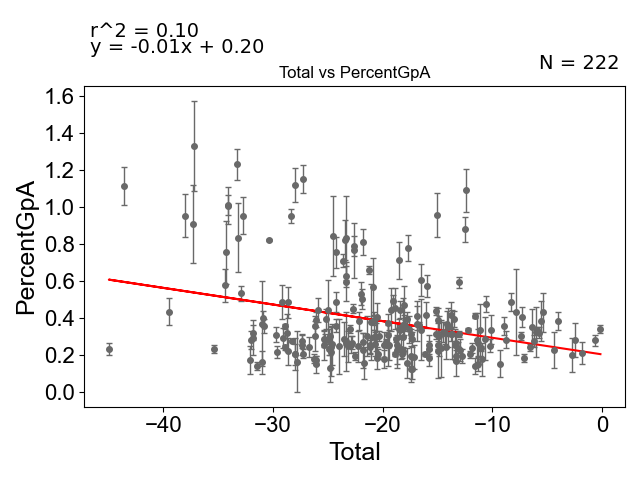 r^2 = 0.10
y = -0.01x + 0.20
N = 222
Total vs PercentGpA
1.6
1.4
1.2
1.0
0.8
0.6
0.4
0.2
0.0
PercentGpA
−40
−30
−20
−10
0
Total